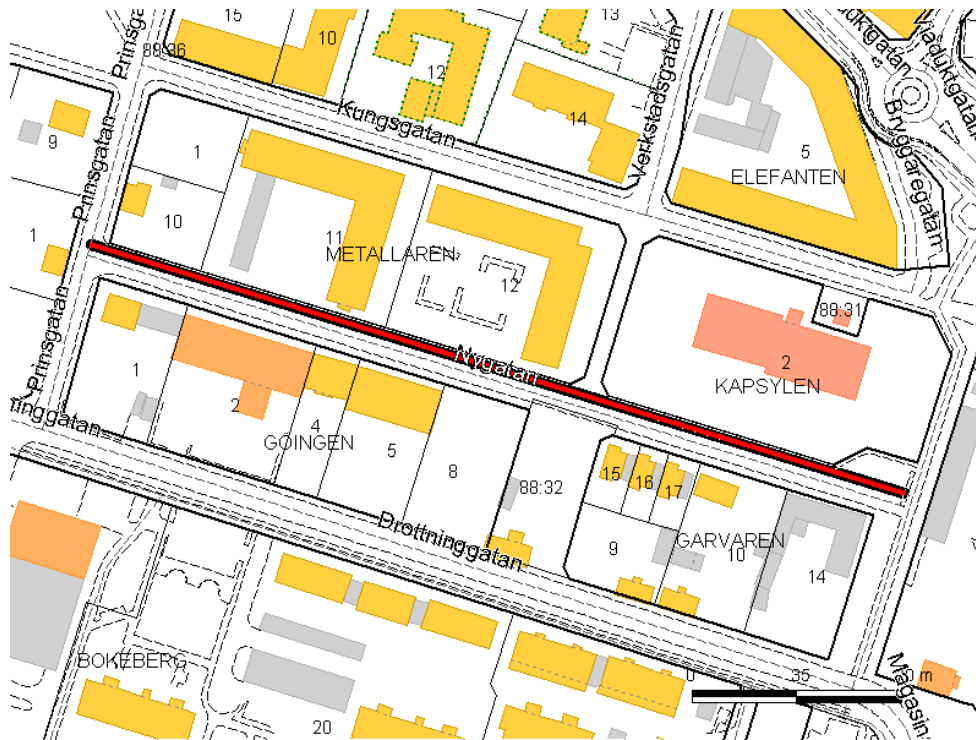 15
10
88:36
12
13
14
Prinsgatan
Kungsgatan
Verkstadsgatan
Viaduktgatan
Bryggaregatan
5
ELEFANTEN
9
1
10
Prinsgatan
1
11
METALLAREN
12
88:31
2
KAPSYLEN
Nygatan
Prinsgatan
1
2
4
GÖINGEN
5
8
88:32
15
16
17
Drottninggatan
9
GARVAREN
10
14
BOKEBERG
20
0
35
m